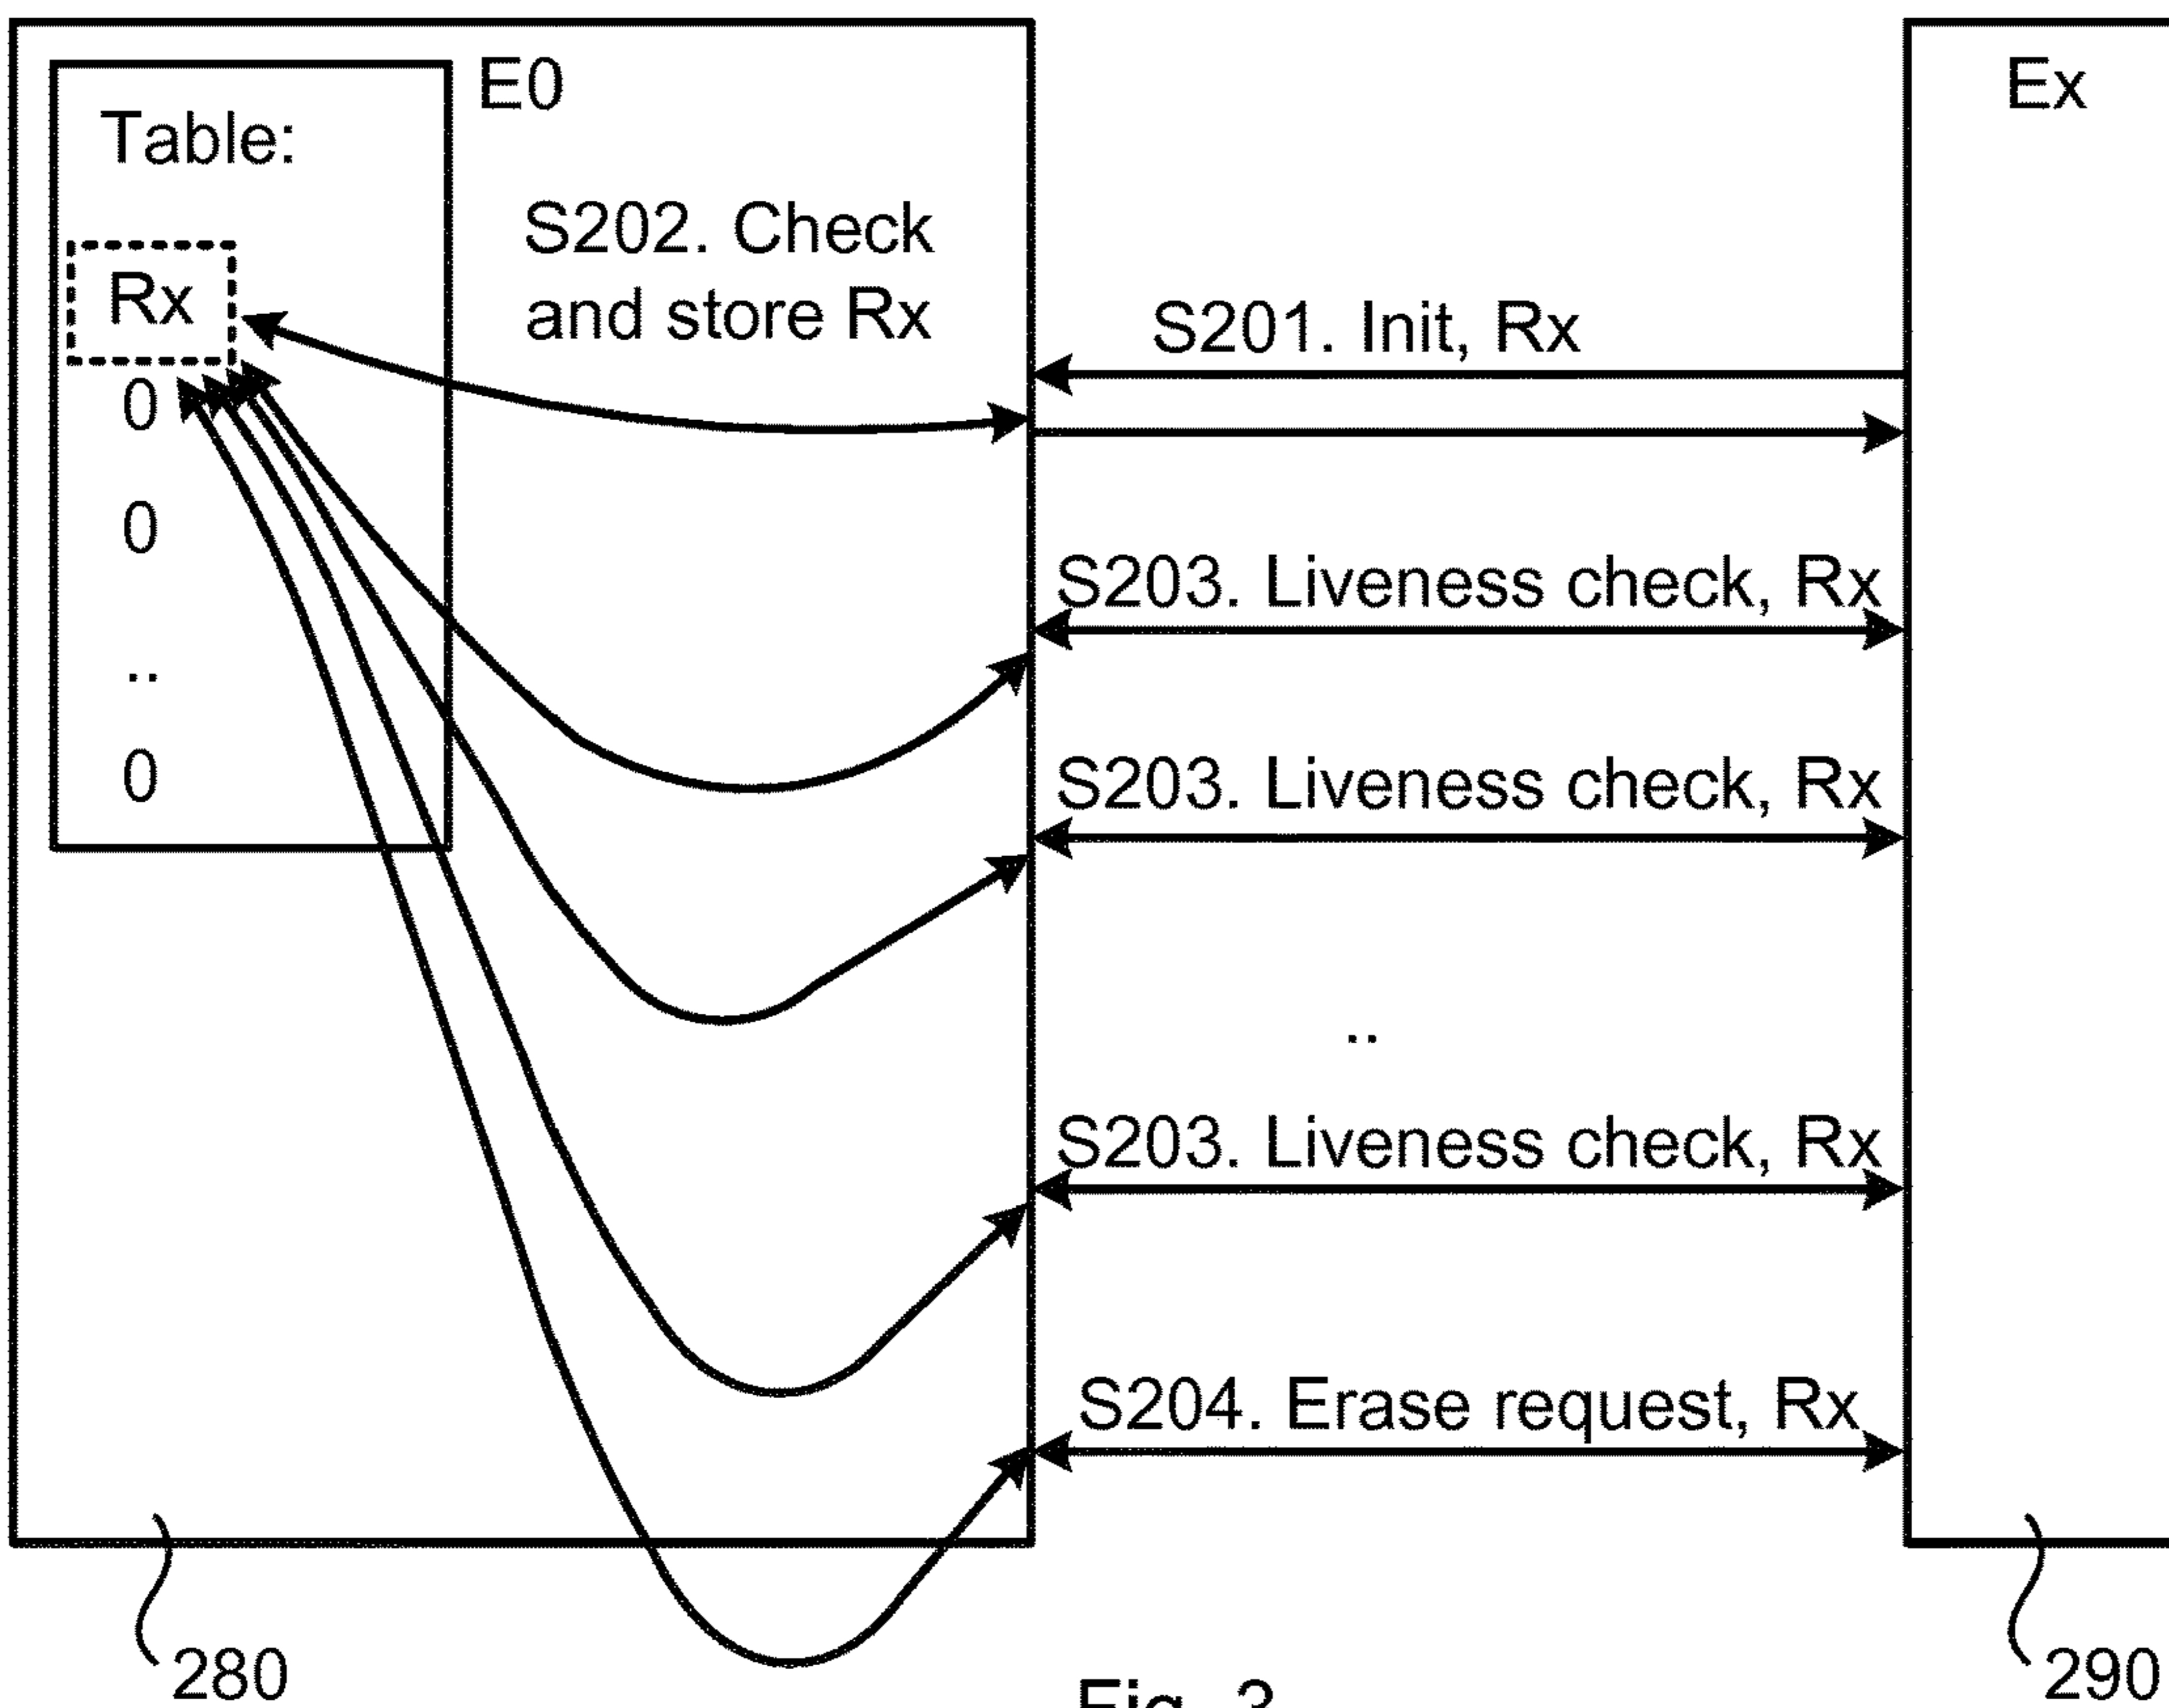 E0
Ex
Table:
S202. Check
and store Rx
Rx
S201. Init, Rx
0
0
S203. Liveness check, Rx
..
0
S203. Liveness check, Rx
..
S203. Liveness check, Rx
S204. Erase request, Rx
280
290